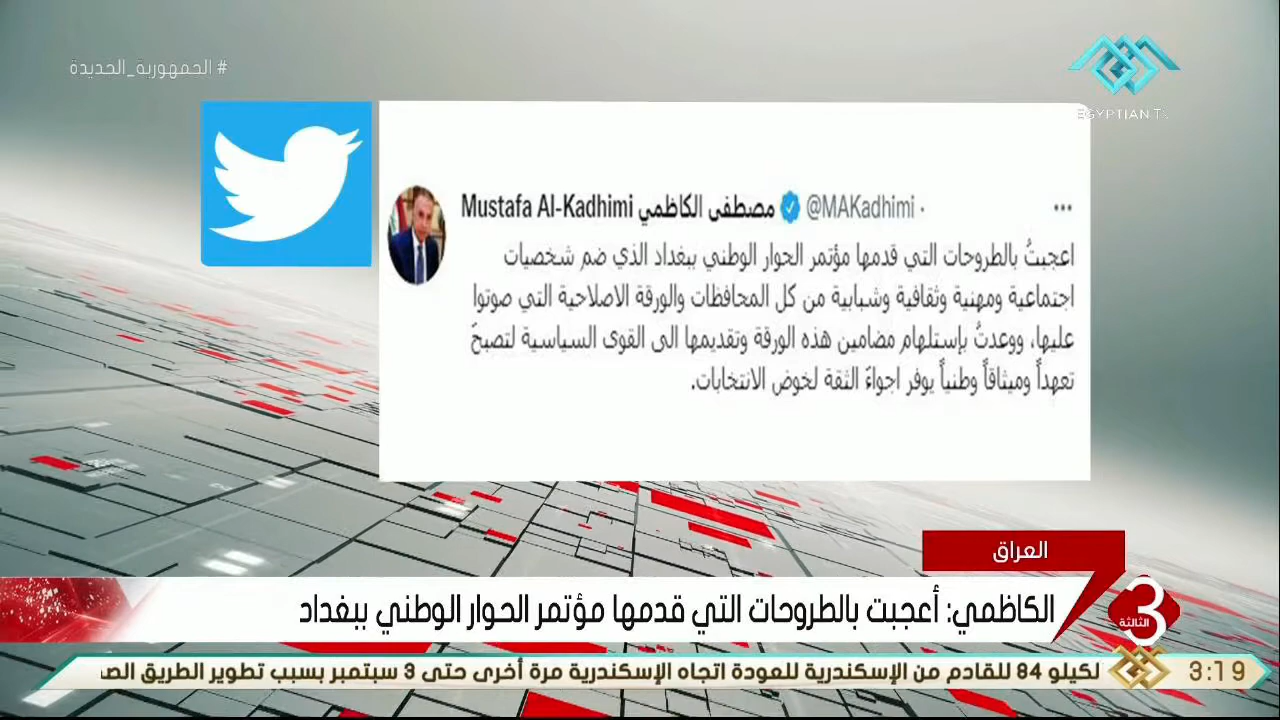 # الجمهورية_الجديدة
EGYPTIAN TV
Mustafa Al-Kadhimi مصطفى الكاظمي @MAKadhimi ·
اعجبتُ بالطروحات التي قدمها مؤتمر الحوار الوطني ببغداد الذي ضم شخصيات
اجتماعية ومهنية وثقافية وشبابية من كل المحافظات والورقة الاصلاحية التي صوتوا
عليها، ووعدتُ بإستلهام مضامين هذه الورقة وتقديمها الى القوى السياسية لتصبحَ
تعهداً وميثاقاً وطنياً يوفر اجواءَ الثقة لخوض الانتخابات.
العراق
الكاظمي: أعجبت بالطروحات التي قدمها مؤتمر الحوار الوطني ببغداد
3 الثالثة
لكيلو 84 للقادم من الإسكندرية للعودة اتجاه الإسكندرية مرة أخرى حتى 3 سبتمبر بسبب تطوير الطريق الص
3:19